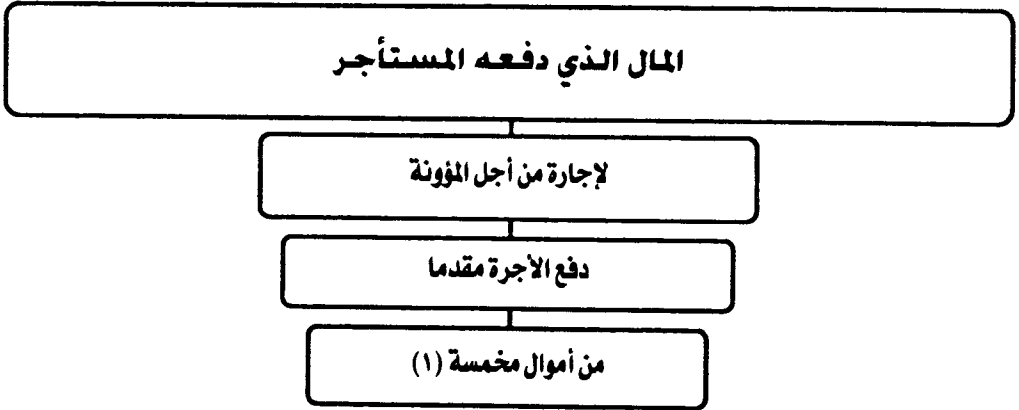 المال الذي دفعه المستأجر
لإجارة من أجل المؤونة
دفع الأجرة مقدما
من أموال مخمسة (١)